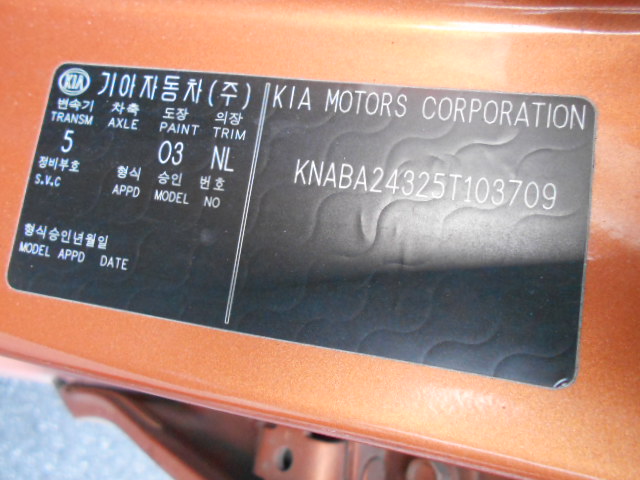 KIA 기아자동차(주)
변속기 차축 도장 의장
TRANSM AXLE PAINT TRIM
5 03 NL
정비부호 형식 승인 번호
S.V.C APPD MODEL NO
형식승인년월일
MODEL APPD DATE
KIA MOTORS CORPORATION
KNABA24325T103709